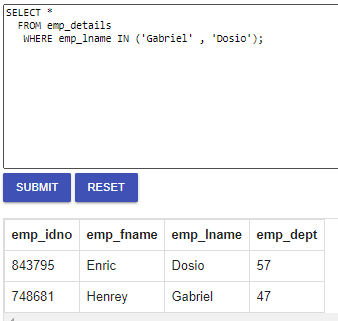 SELECT *
FROM emp_details
WHERE emp_lname IN ('Gabriel' , 'Dosio');
SUBMIT RESET
emp_idno emp_fname emp_lname emp_dept
843795 Enric Dosio 57
748681 Henrey Gabriel 47